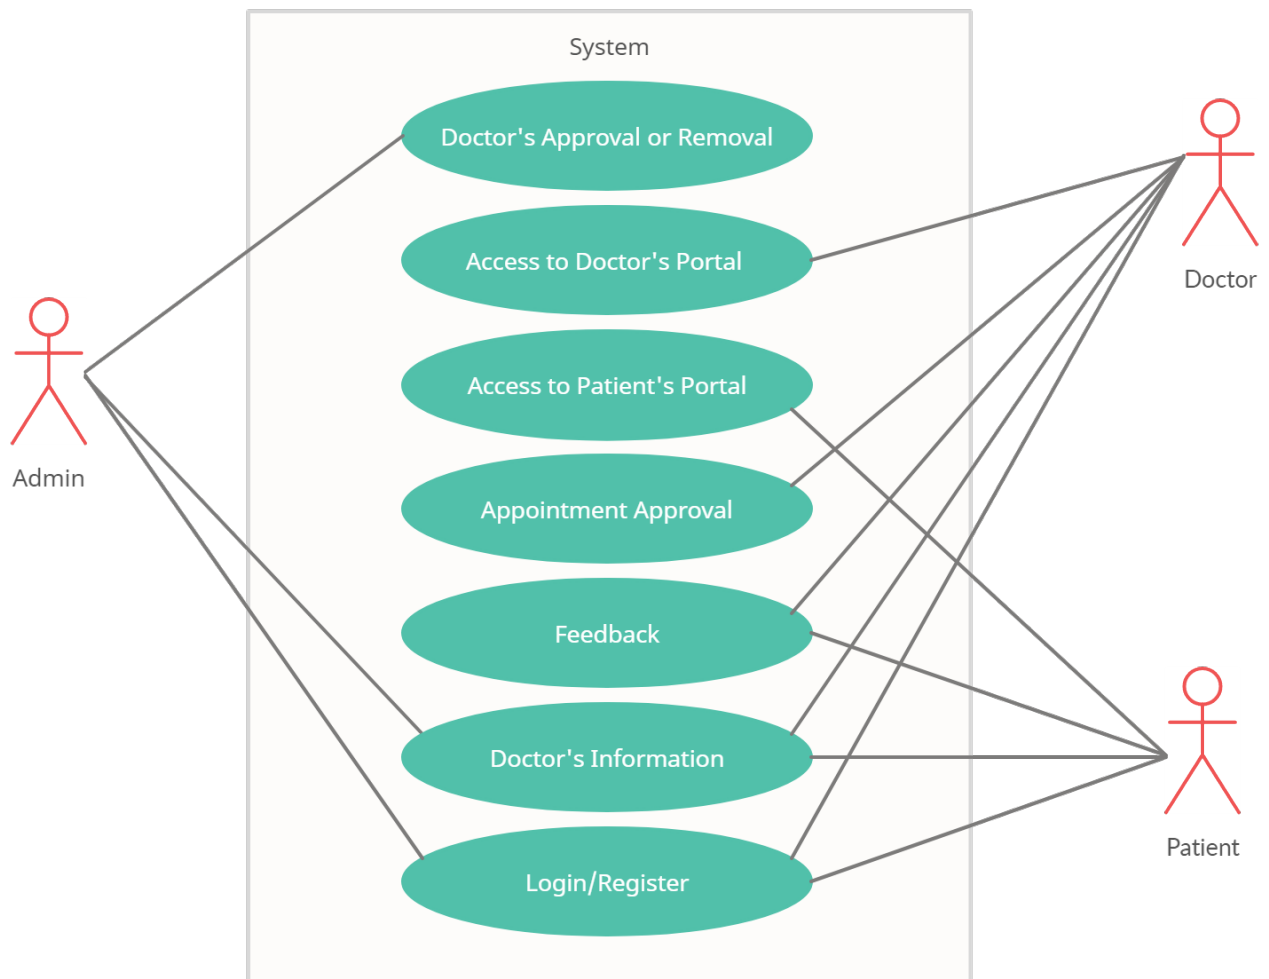 System
Doctor's Approval or Removal
Access to Doctor's Portal
Doctor
Access to Patient's Portal
Admin
Appointment Approval
Feedback
Doctor's Information
Patient
Login/Register